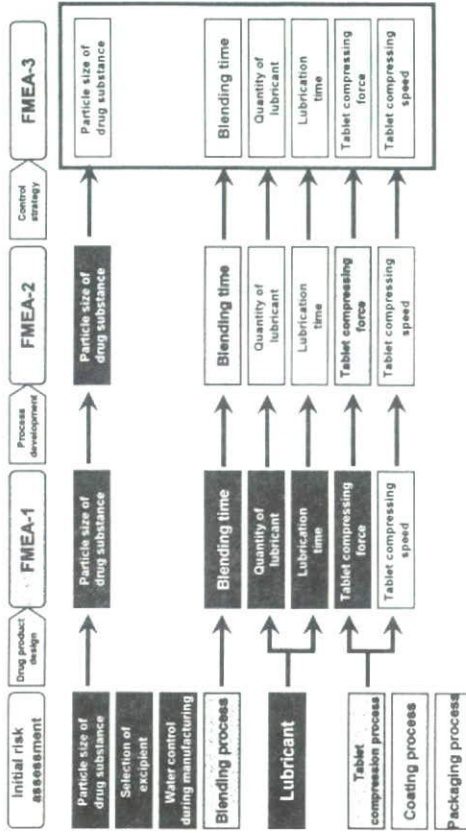 Initial risk
assessment
Drug product
design
FMEA-1
Process
development
FMEA-2
Control
strategy
FMEA-3
Particle size of
drug substance
Particle size of
drug substance
Particle size of
drug substance
Particle size of
drug substance
Selection of
excipient
Water control
during manufacturing
Blending process
Blending time
Blending time
Blending time
Lubricant
Quantity of
lubricant
Quantity of
lubricant
Quantity of
lubricant
Lubrication
time
Lubrication
time
Lubrication
time
Tablet
compression process
Tablet compressing
force
Tablet compressing
force
Tablet compressing
force
Tablet compressing
speed
Tablet compressing
speed
Tablet compressing
speed
Coating process
Packaging process